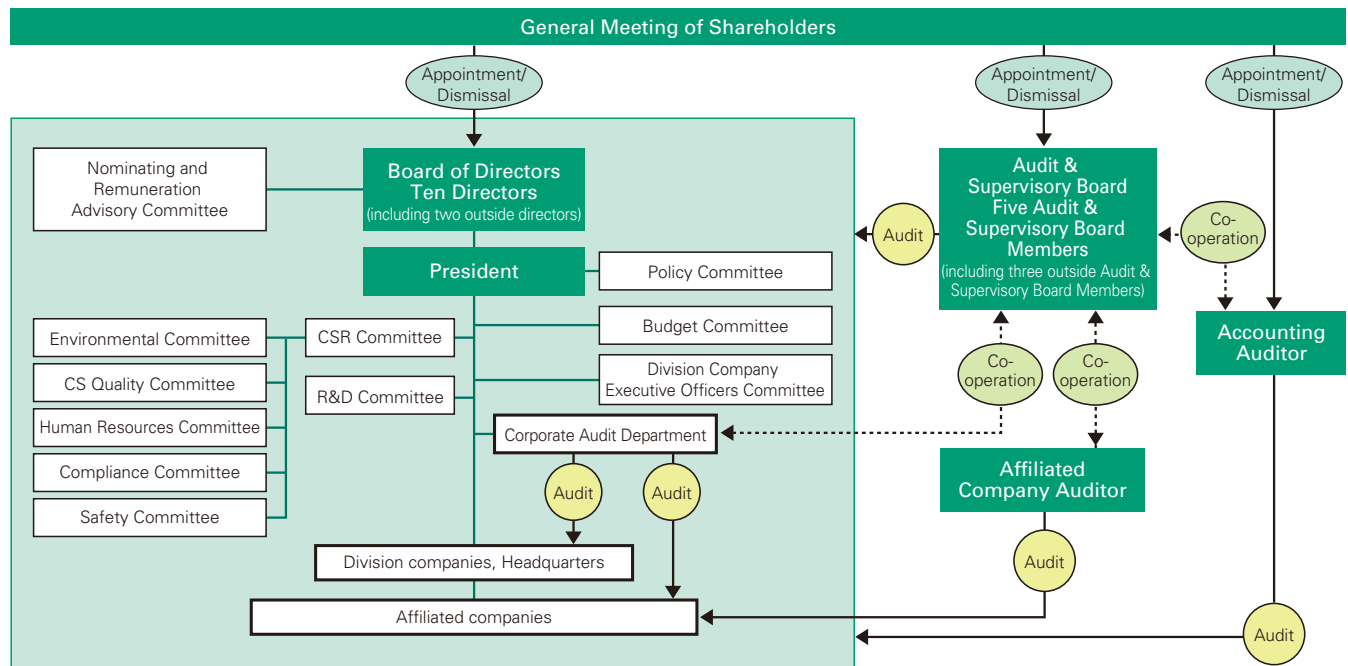 General Meeting of Shareholders
Appointment/
Dismissal
Appointment/
Dismissal
Appointment/
Dismissal
Nominating and
Remuneration
Advisory Committee
Board of Directors
Ten Directors
(including two outside directors)
Audit &
Supervisory Board
Five Audit &
Supervisory Board
Members
(including three outside Audit &
Supervisory Board Members)
Audit
Co-
operation
President
Policy Committee
Environmental Committee
CSR Committee
Budget Committee
Accounting
Auditor
CS Quality Committee
R&D Committee
Division Company
Executive Officers Committee
Co-
operation
Co-
operation
Human Resources Committee
Corporate Audit Department
Compliance Committee
Affiliated
Company Auditor
Audit
Audit
Safety Committee
Division companies, Headquarters
Audit
Affiliated companies
Audit